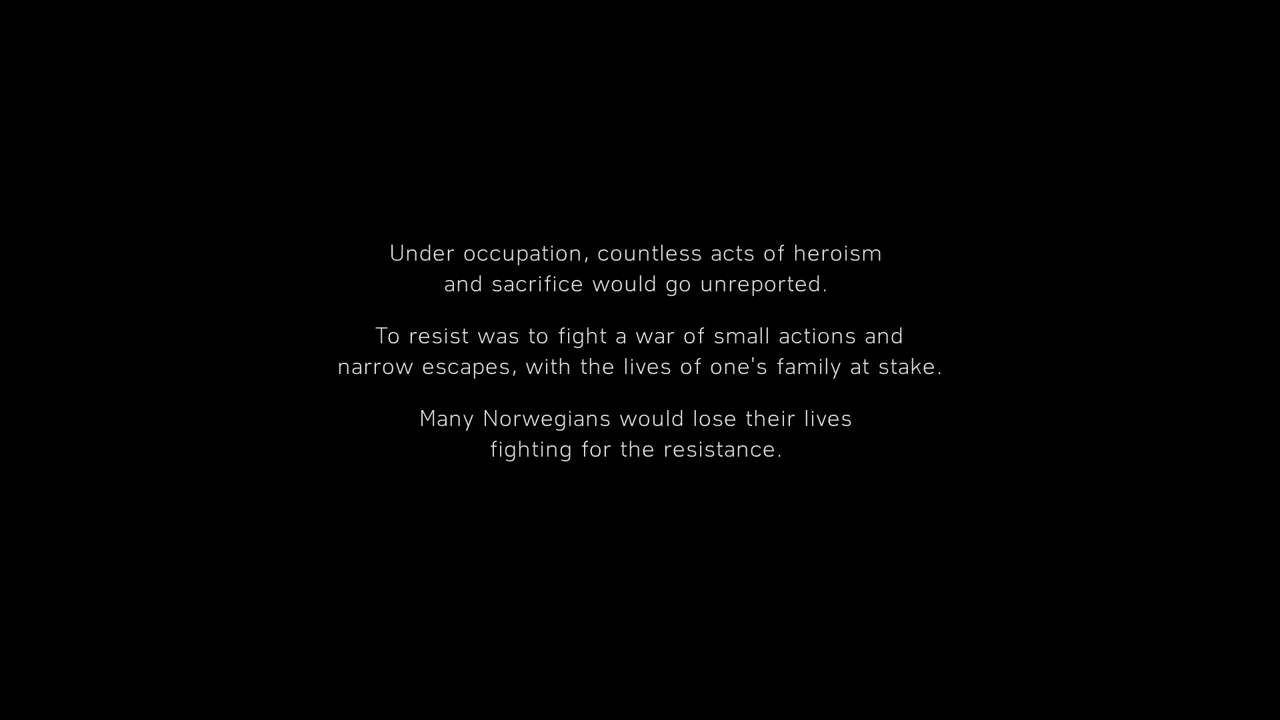 Under occupation, countless acts of heroism
and sacrifice would go unreported.
To resist was to fight a war of small actions and
narrow escapes, with the lives of one's family at stake.
Many Norwegians would lose their lives
fighting for the resistance.